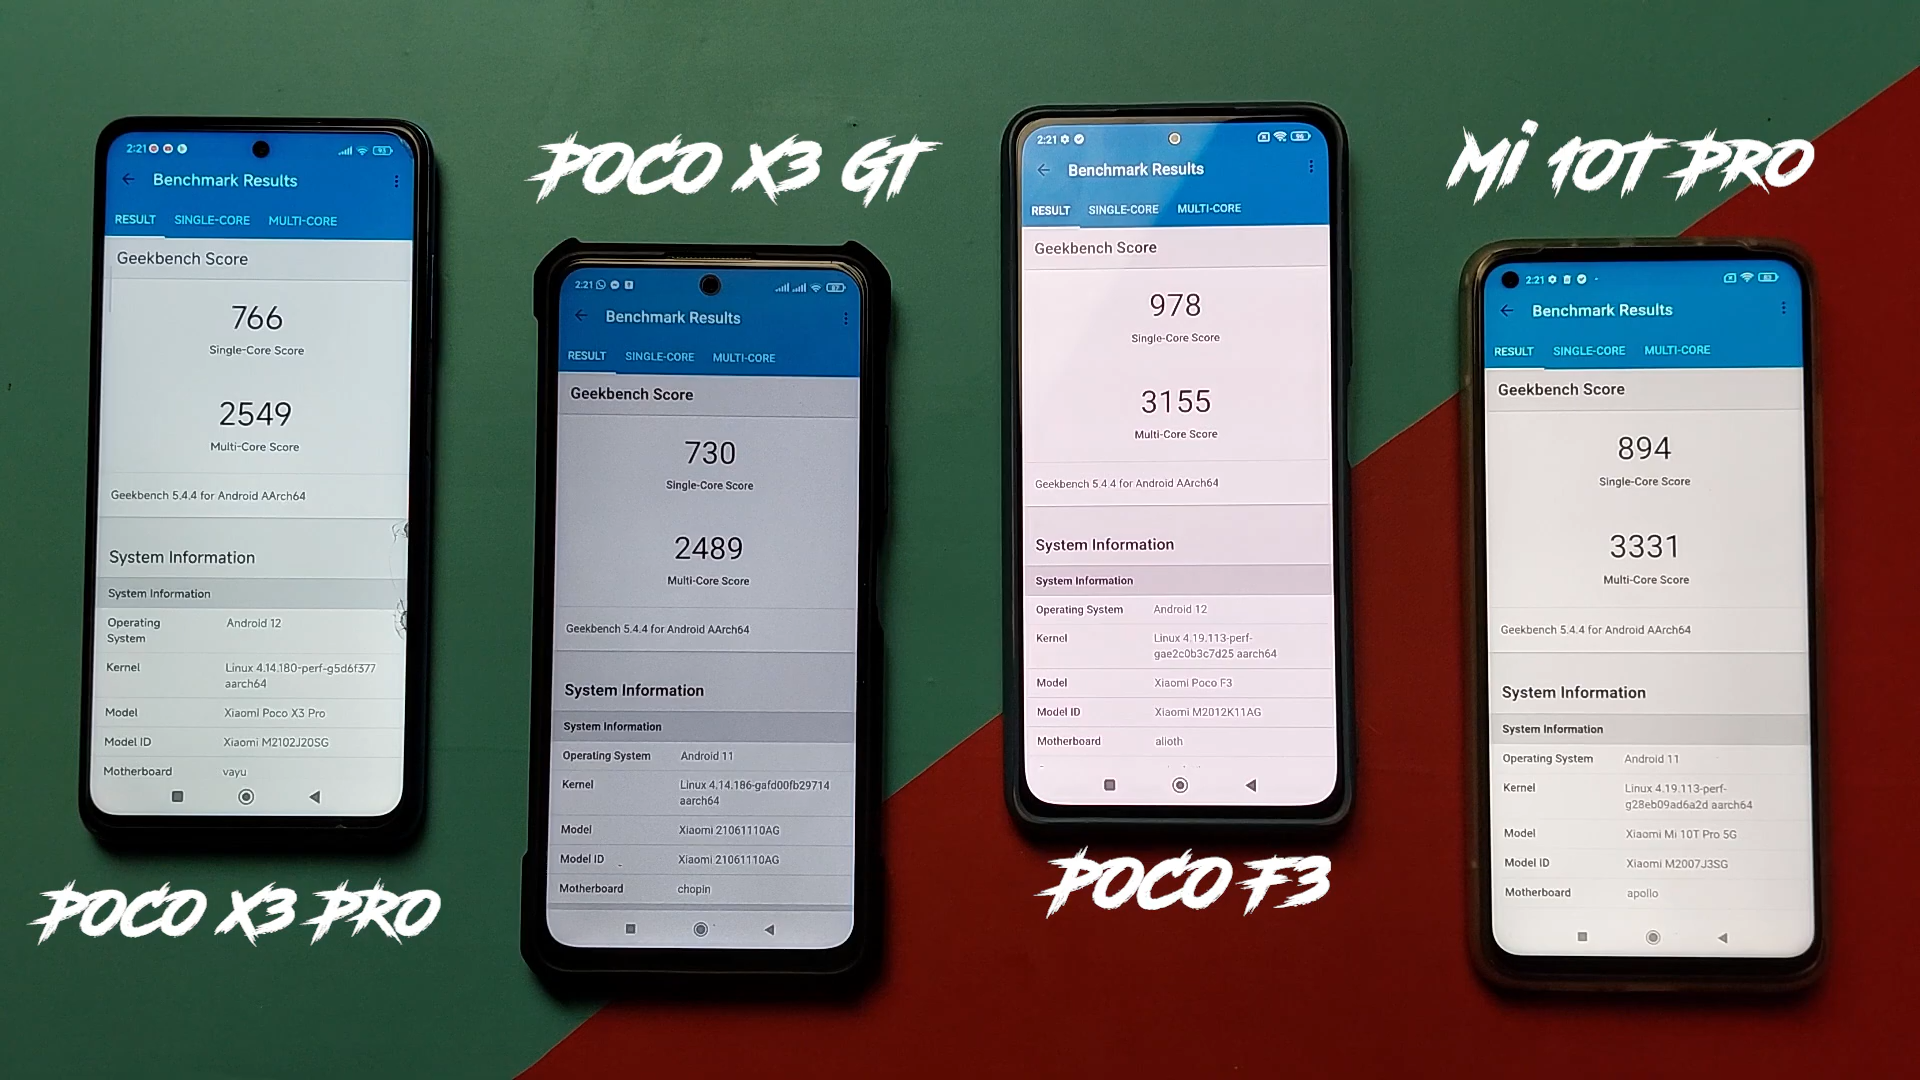 2:21
93
Benchmark Results
RESULT SINGLE-CORE MULTI-CORE
Geekbench Score
766
Single-Core Score
2549
Multi-Core Score
Geekbench 5.4.4 for Android AArch64
System Information
System Information
Operating System Android 12
Kernel Linux 4.14.180-perf-g5d6f377 aarch64
Model Xiaomi Poco X3 Pro
Model ID Xiaomi M2102J20SG
Motherboard vayu
POCO X3 PRO
POCO X3 GT
2:21
87
Benchmark Results
RESULT SINGLE-CORE MULTI-CORE
Geekbench Score
730
Single-Core Score
2489
Multi-Core Score
Geekbench 5.4.4 for Android AArch64
System Information
System Information
Operating System Android 11
Kernel Linux 4.14.186-gafd00fb29714
aarch64
Model Xiaomi 21061110AG
Model ID Xiaomi 21061110AG
Motherboard chopin
2:21
96
Benchmark Results
RESULT SINGLE-CORE MULTI-CORE
Geekbench Score
978
Single-Core Score
3155
Multi-Core Score
Geekbench 5.4.4 for Android AArch64
System Information
System Information
Operating System Android 12
Kernel Linux 4.19.113-perf-
gae2c0b3c7d25 aarch64
Model Xiaomi Poco F3
Model ID Xiaomi M2012K11AG
Motherboard alioth
POCO F3
Mi 10T PRO
2:21
Benchmark Results
RESULT SINGLE-CORE MULTI-CORE
Geekbench Score
894
Single-Core Score
3331
Multi-Core Score
Geekbench 5.4.4 for Android AArch64
System Information
System Information
Operating System Android 11
Kernel Linux 4.19.113-perf-
g28eb09ad6a2d aarch64
Model Xiaomi Mi 10T Pro 5G
Model ID Xiaomi M2007J3SG
Motherboard apollo